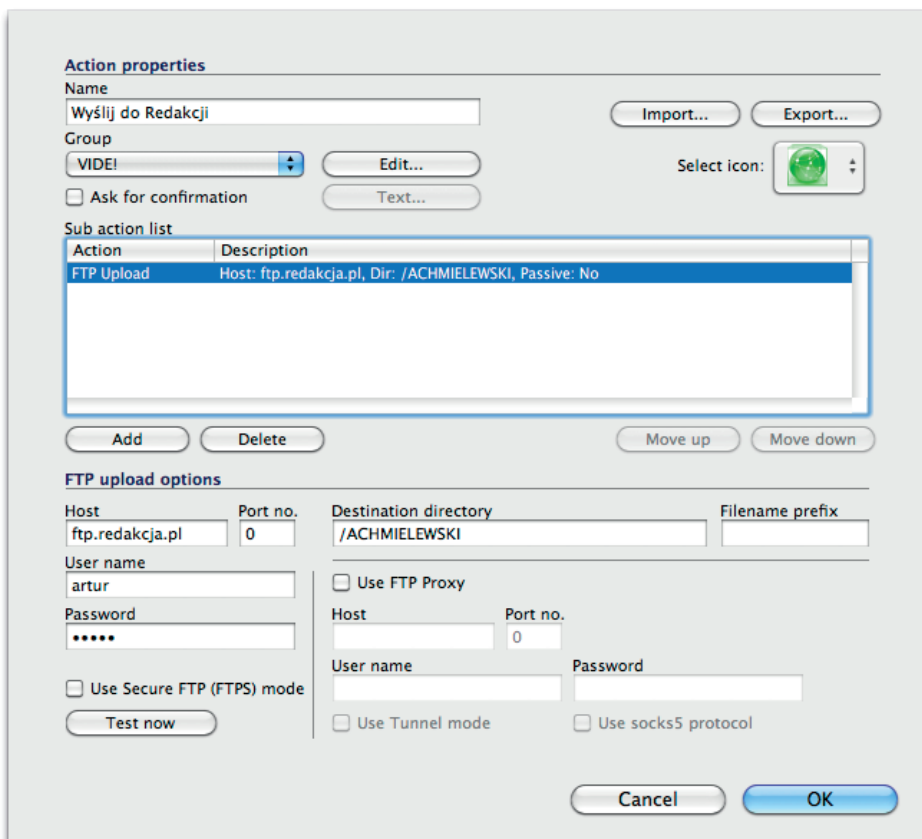 Action properties
Name
Wyślij do Redakcji
Import...
Export...
Group
VIDE!
Edit...
Select icon:
Ask for confirmation
Text...
Sub action list
Action Description
FTP Upload Host: ftp.redakcja.pl, Dir: /ACHMIELEWSKI, Passive: No
Add
Delete
Move up
Move down
FTP upload options
Host Port no. Destination directory Filename prefix
ftp.redakcja.pl 0 /ACHMIELEWSKI
User name
artur
Use FTP Proxy
Password
•••••
Host Port no.
0
User name Password
Use Secure FTP (FTPS) mode
Test now
Use Tunnel mode Use socks5 protocol
Cancel
OK